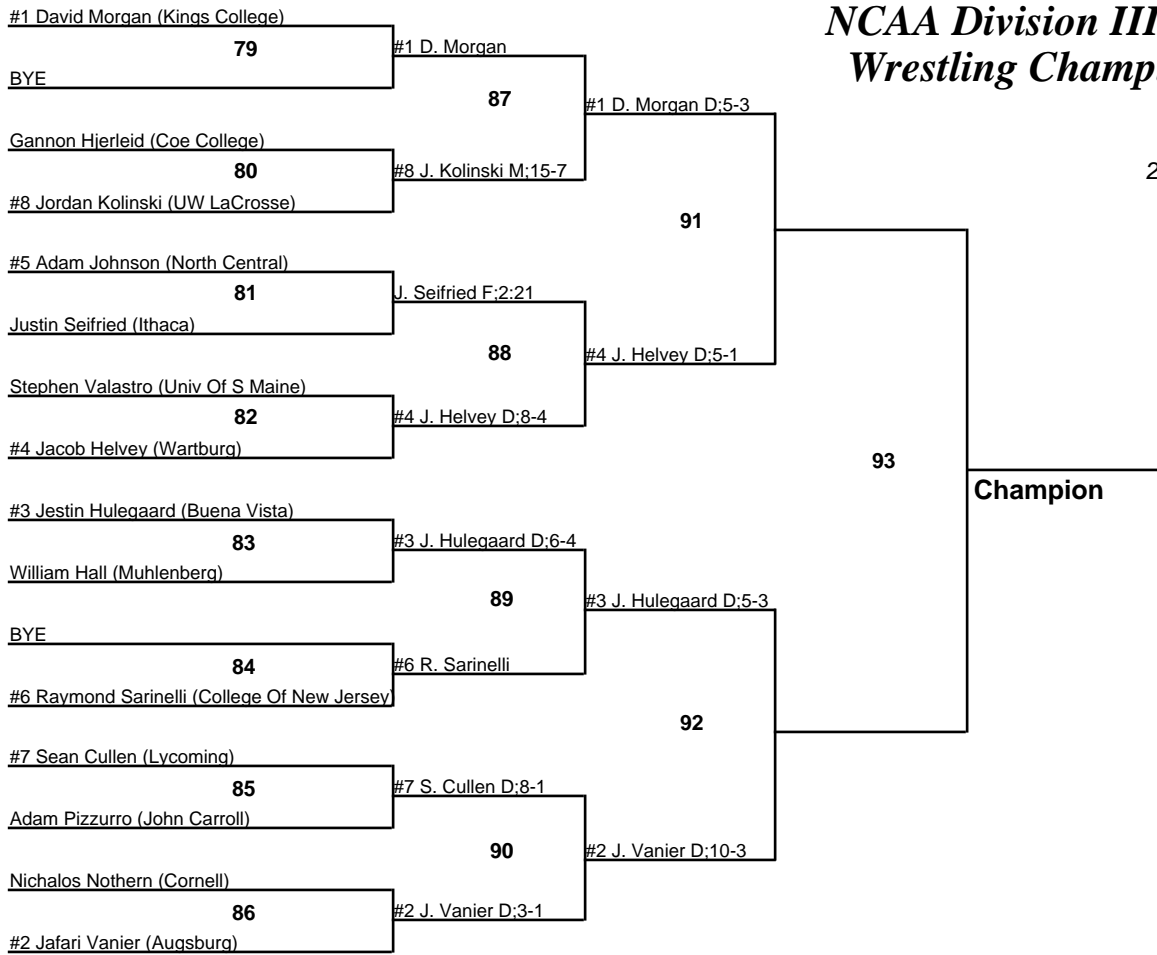 #1 David Morgan (Kings College)
79
BYE
Gannon Hjerleid (Coe College)
80
#8 Jordan Kolinski (UW LaCrosse)
#5 Adam Johnson (North Central)
81
Justin Seifried (Ithaca)
Stephen Valastro (Univ Of S Maine)
82
#4 Jacob Helvey (Wartburg)
#3 Jestin Hulegaard (Buena Vista)
83
William Hall (Muhlenberg)
BYE
84
#6 Raymond Sarinelli (College Of New Jersey)
#7 Sean Cullen (Lycoming)
85
Adam Pizzurro (John Carroll)
Nichalos Nothern (Cornell)
86
#2 Jafari Vanier (Augsburg)
#1 D. Morgan
87
#8 J. Kolinski M;15-7
J. Seifried F;2:21
88
#4 J. Helvey D;8-4
#3 J. Hulegaard D;6-4
89
#6 R. Sarinelli
#7 S. Cullen D;8-1
90
#2 J. Vanier D;3-1
#1 D. Morgan D;5-3
91
#4 J. Helvey D;5-1
#3 J. Hulegaard D;5-3
92
#2 J. Vanier D;10-3
93
Champion
NCAA Division III
Wrestling Champ
2